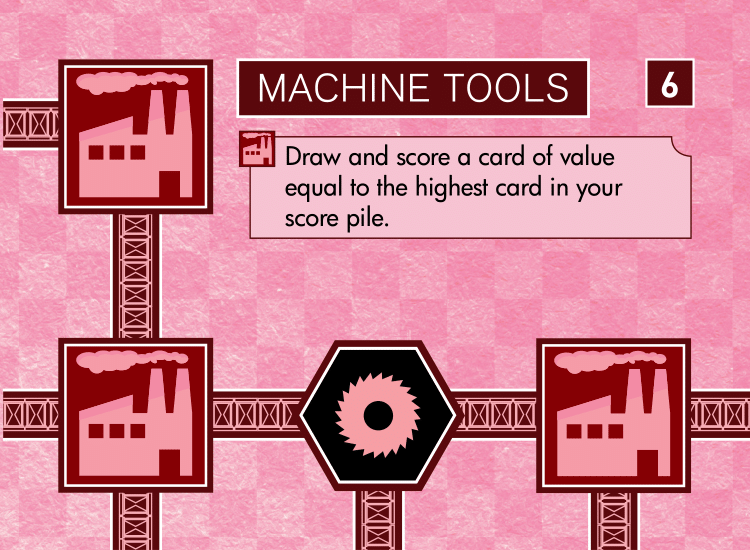 MACHINE TOOLS
6
Draw and score a card of value
equal to the highest card in your
score pile.